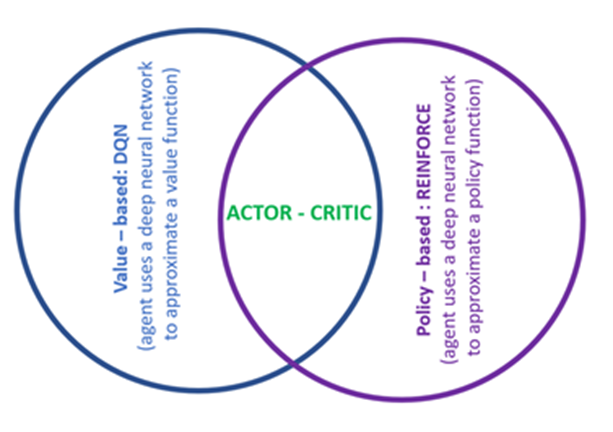 Value – based: DQN
(agent uses a deep neural network
to approximate a value function)
ACTOR - CRITIC
Policy – based : REINFORCE
(agent uses a deep neural network
to approximate a policy function)